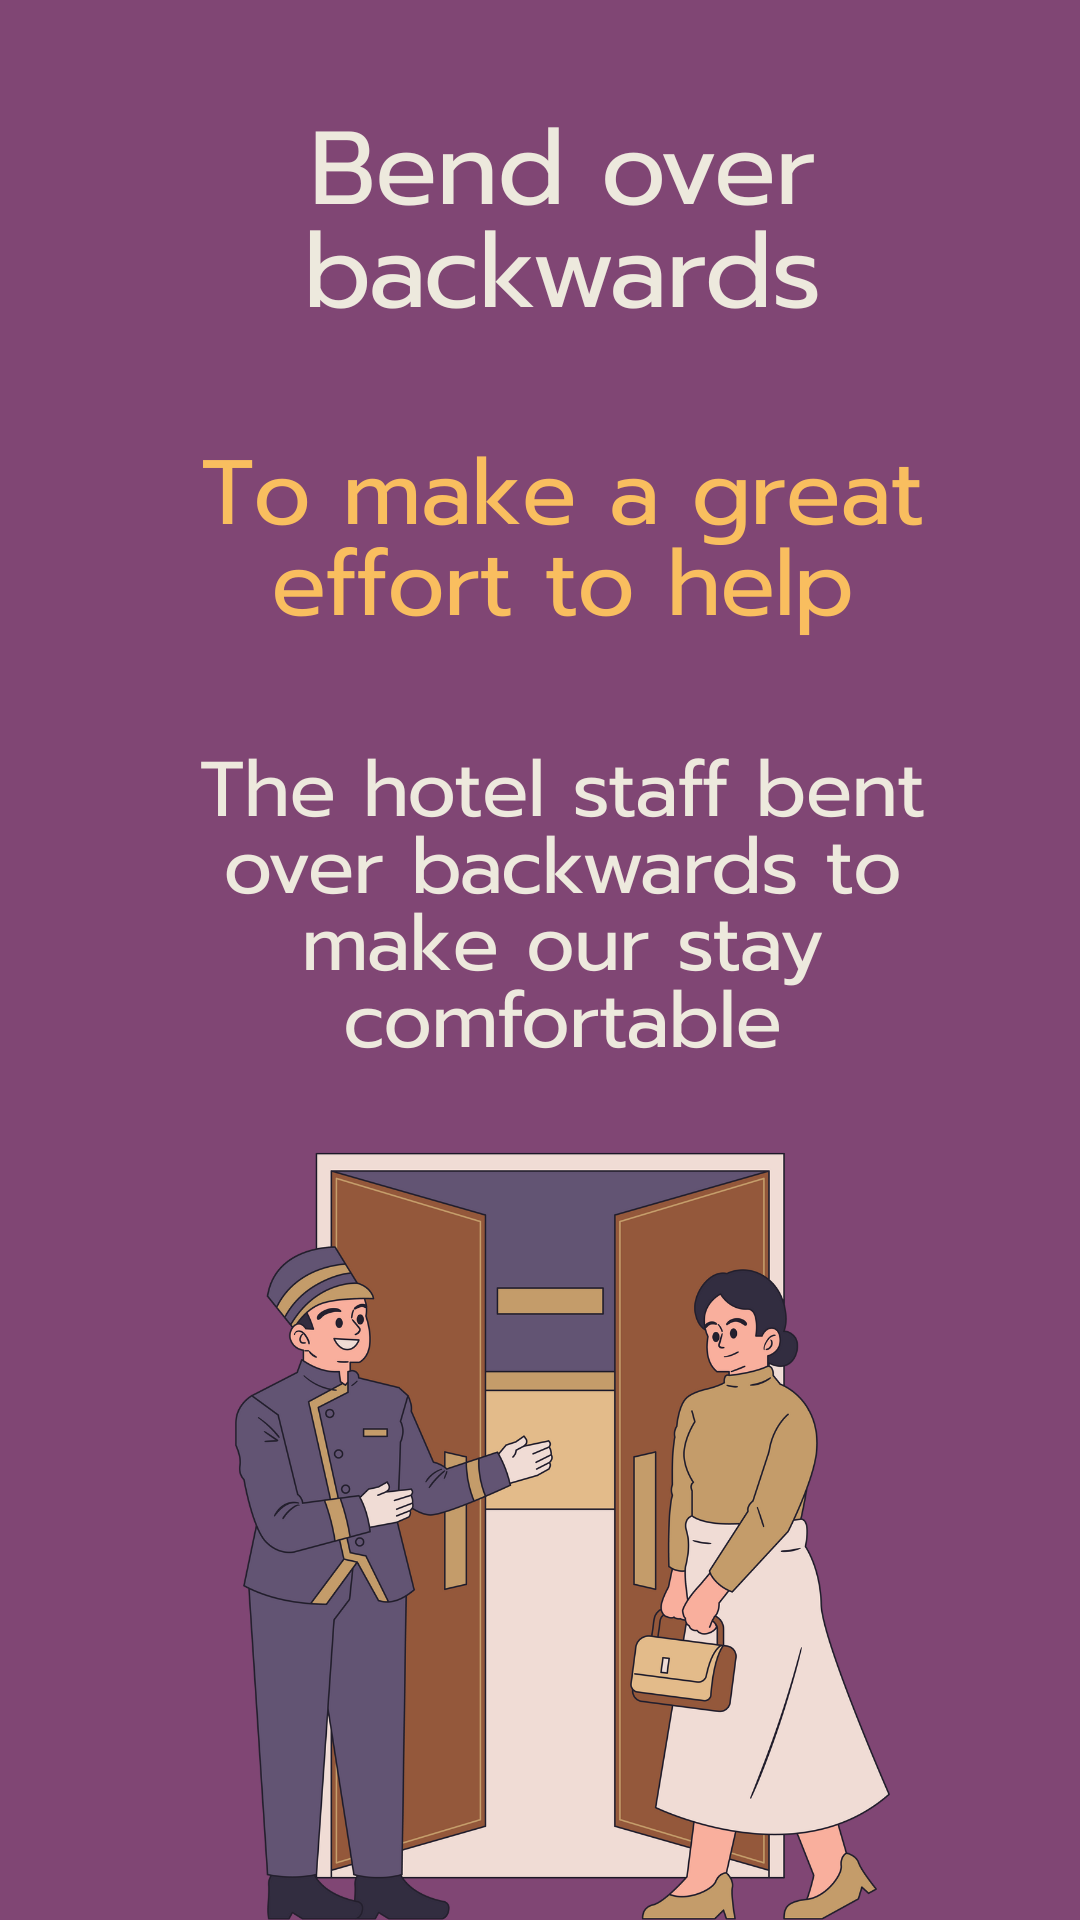 Bend over
backwards
To make a great
effort to help
The hotel staff bent
over backwards to
make our stay
comfortable